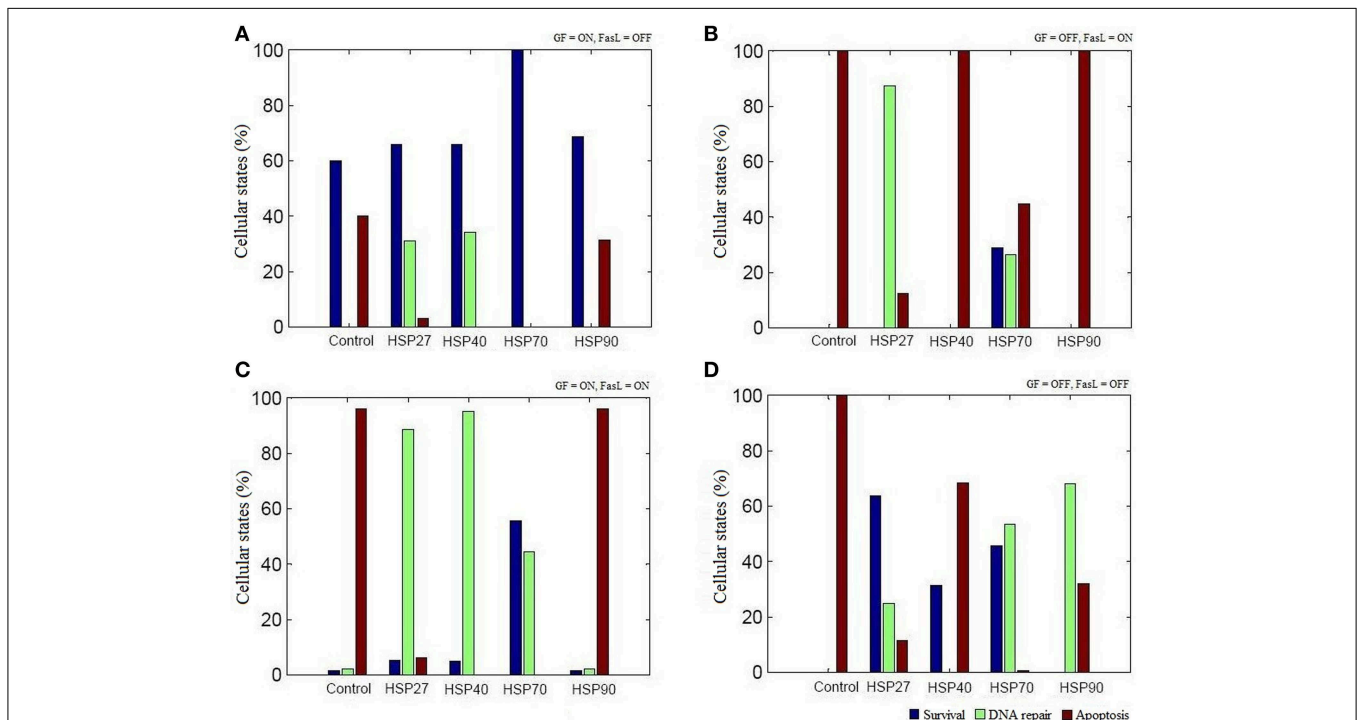 A
GF = ON, FasL = OFF
100
80
60
40
20
0
Cellular states (%)
Control HSP27 HSP40 HSP70 HSP90
B
GF = OFF, FasL = ON
100
80
60
40
20
0
Cellular states (%)
Control HSP27 HSP40 HSP70 HSP90
C
GF = ON, FasL = ON
100
80
60
40
20
0
Cellular states (%)
Control HSP27 HSP40 HSP70 HSP90
D
GF = OFF, FasL = OFF
100
80
60
40
20
0
Cellular states (%)
Control HSP27 HSP40 HSP70 HSP90
Survival DNA repair Apoptosis